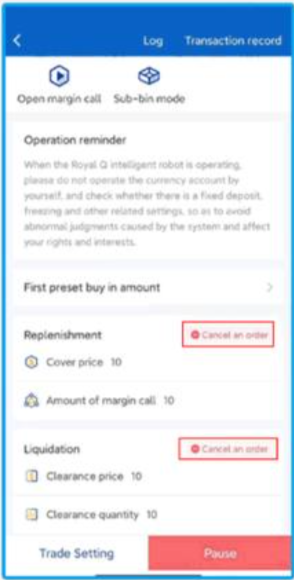 Log Transaction record
Open margin call Sub-bin mode
Operation reminder
When the Royal Q intelligent robot is operating,
please do not operate the currency account by
yourself, and check whether there is a fixed deposit,
freezing and other related settings, so as to avoid
abnormal judgments caused by the system and affect
your rights and interests.
First preset buy in amount
Replenishment Cancel an order
Cover price 10
Amount of margin call 10
Liquidation Cancel an order
Clearance price 10
Clearance quantity 10
Trade Setting Pause